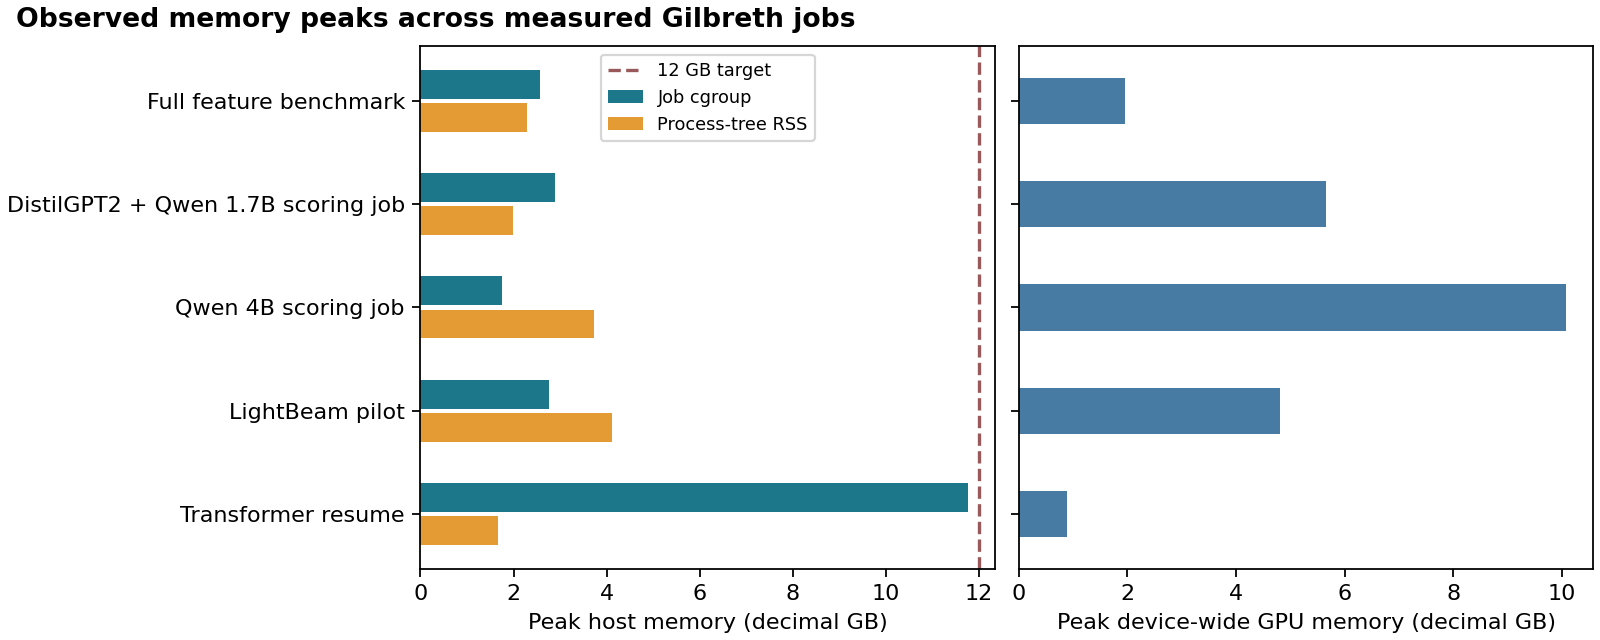 Observed memory peaks across measured Gilbreth jobs
12 GB target
Job cgroup
Process-tree RSS
Full feature benchmark
DistilGPT2 + Qwen 1.7B scoring job
Qwen 4B scoring job
LightBeam pilot
Transformer resume
0 2 4 6 8 10 12
Peak host memory (decimal GB)
0 2 4 6 8 10
Peak device-wide GPU memory (decimal GB)